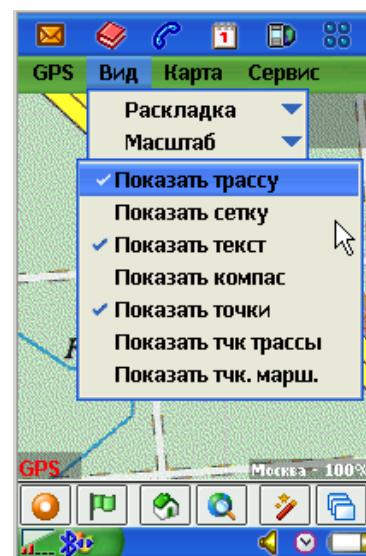 1
GPS Вид Карта Сервис
Раскладка
Масштаб
Показать трассу
Показать сетку
Показать текст
Показать компас
Показать точки
Показать тчк трассы
Показать тчк. марш.
GPS
Москва - 100%